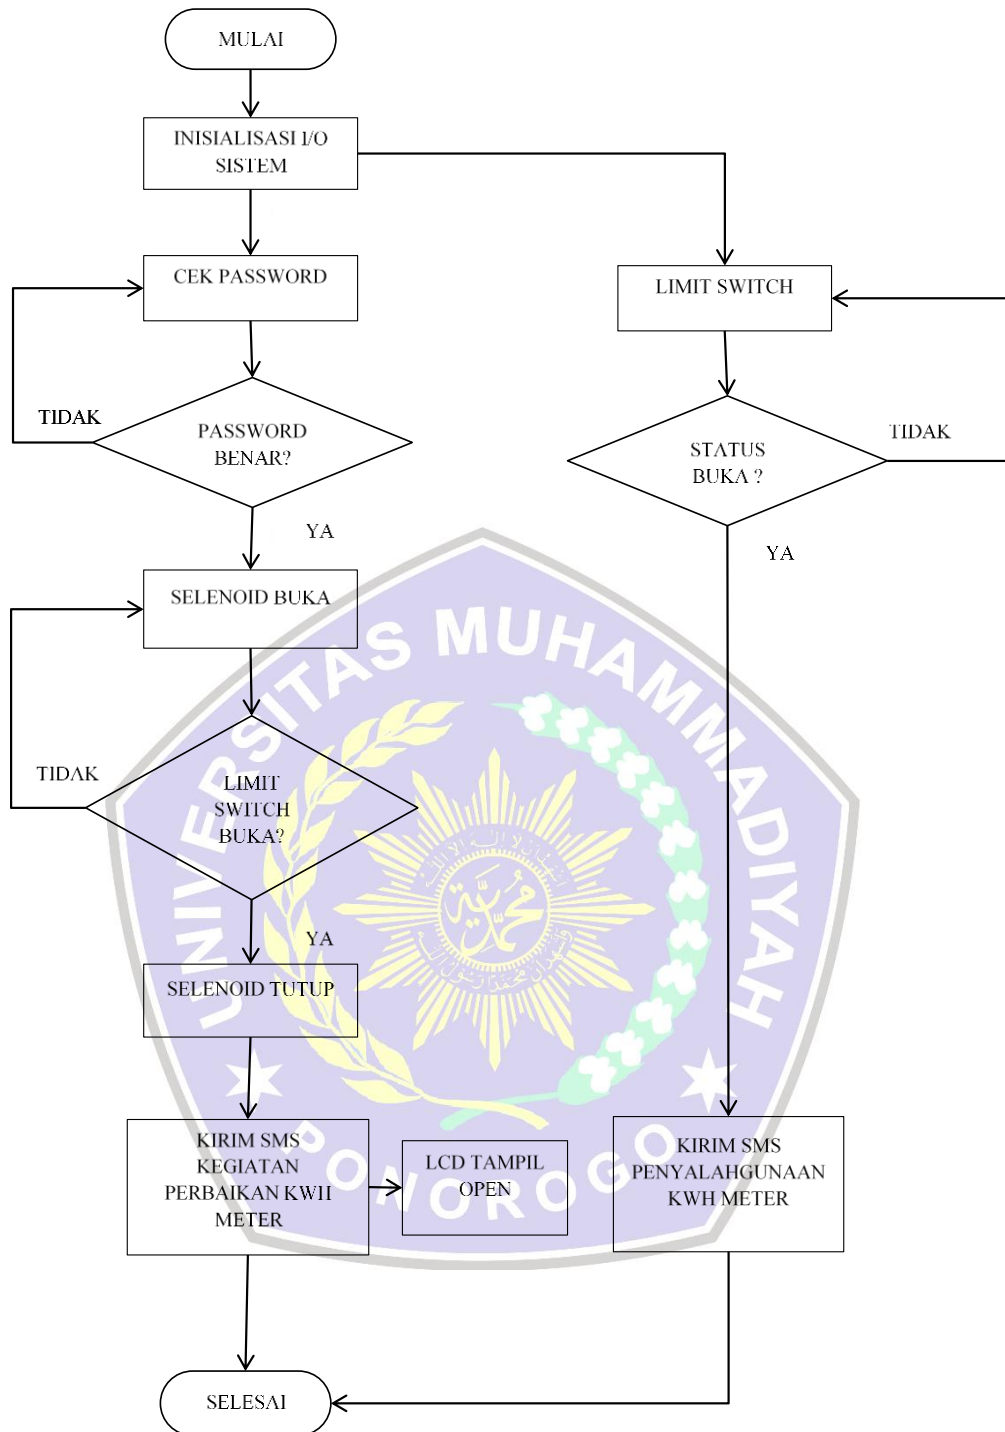 MULAI
INISIALISASI I/O
SISTEM
CEK PASSWORD
LIMIT SWITCH
TIDAK
PASSWORD
BENAR?
STATUS
BUKA ?
TIDAK
YA
YA
SELENOID BUKA
TIDAK
LIMIT
SWITCH
BUKA?
YA
SELENOID TUTUP
KIRIM SMS
KEGIATAN
PERBAIKAN KWH
METER
LCD TAMPIL
OPEN
KIRIM SMS
PENYALAHGUNAAN
KWH METER
SELESAI
UNIVERSITAS MUHAMMADIYAH
PONOROGO